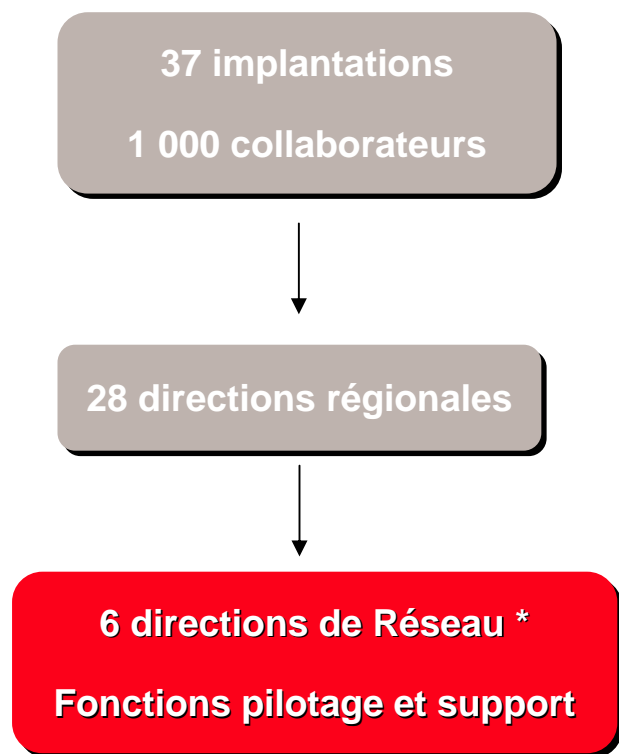 37 implantations
1 000 collaborateurs
28 directions régionales
6 directions de Réseau *
Fonctions pilotage et support